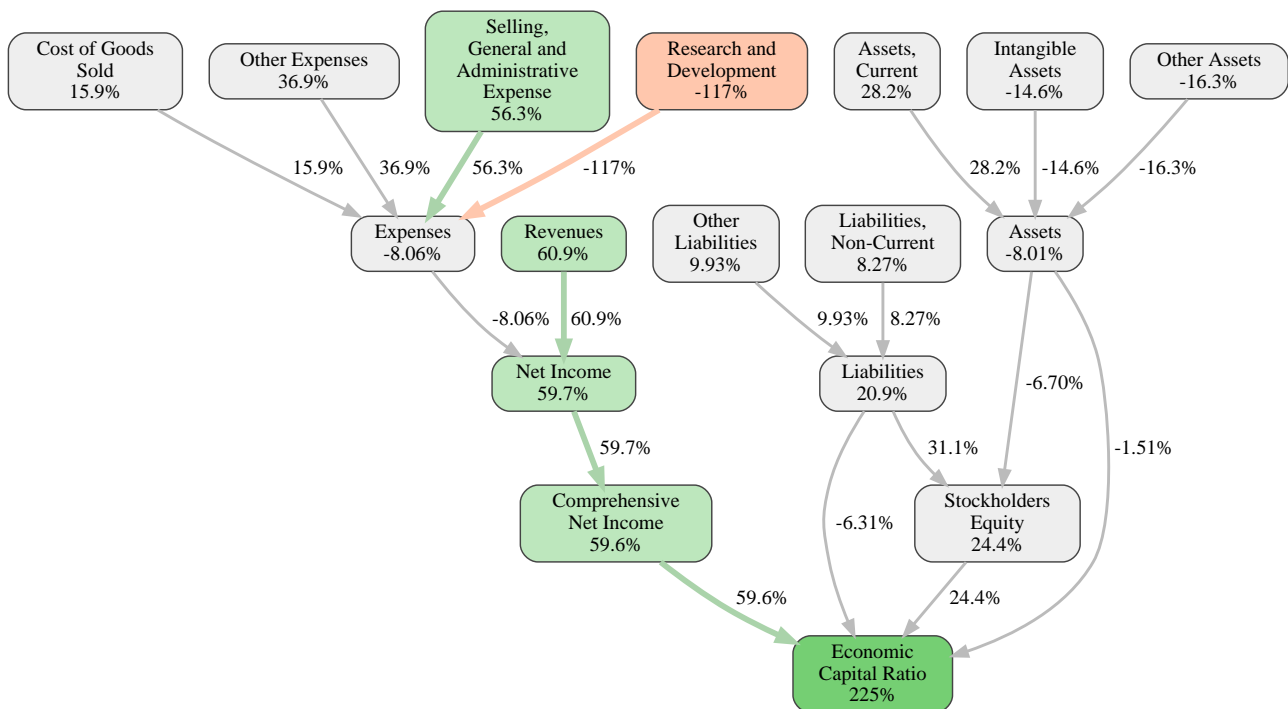 Cost of Goods
Sold
15.9%
Other Expenses
36.9%
Selling,
General and
Administrative
Expense
56.3%
Research and
Development
-117%
Assets,
Current
28.2%
Intangible
Assets
-14.6%
Other Assets
-16.3%
15.9%
36.9%
56.3%
-117%
28.2%
-14.6%
-16.3%
Expenses
-8.06%
Revenues
60.9%
Other
Liabilities
9.93%
Liabilities,
Non-Current
8.27%
Assets
-8.01%
-8.06%
60.9%
9.93%
8.27%
Net Income
59.7%
Liabilities
20.9%
-6.70%
59.7%
31.1%
-1.51%
Comprehensive
Net Income
59.6%
-6.31%
Stockholders
Equity
24.4%
59.6%
24.4%
Economic
Capital Ratio
225%